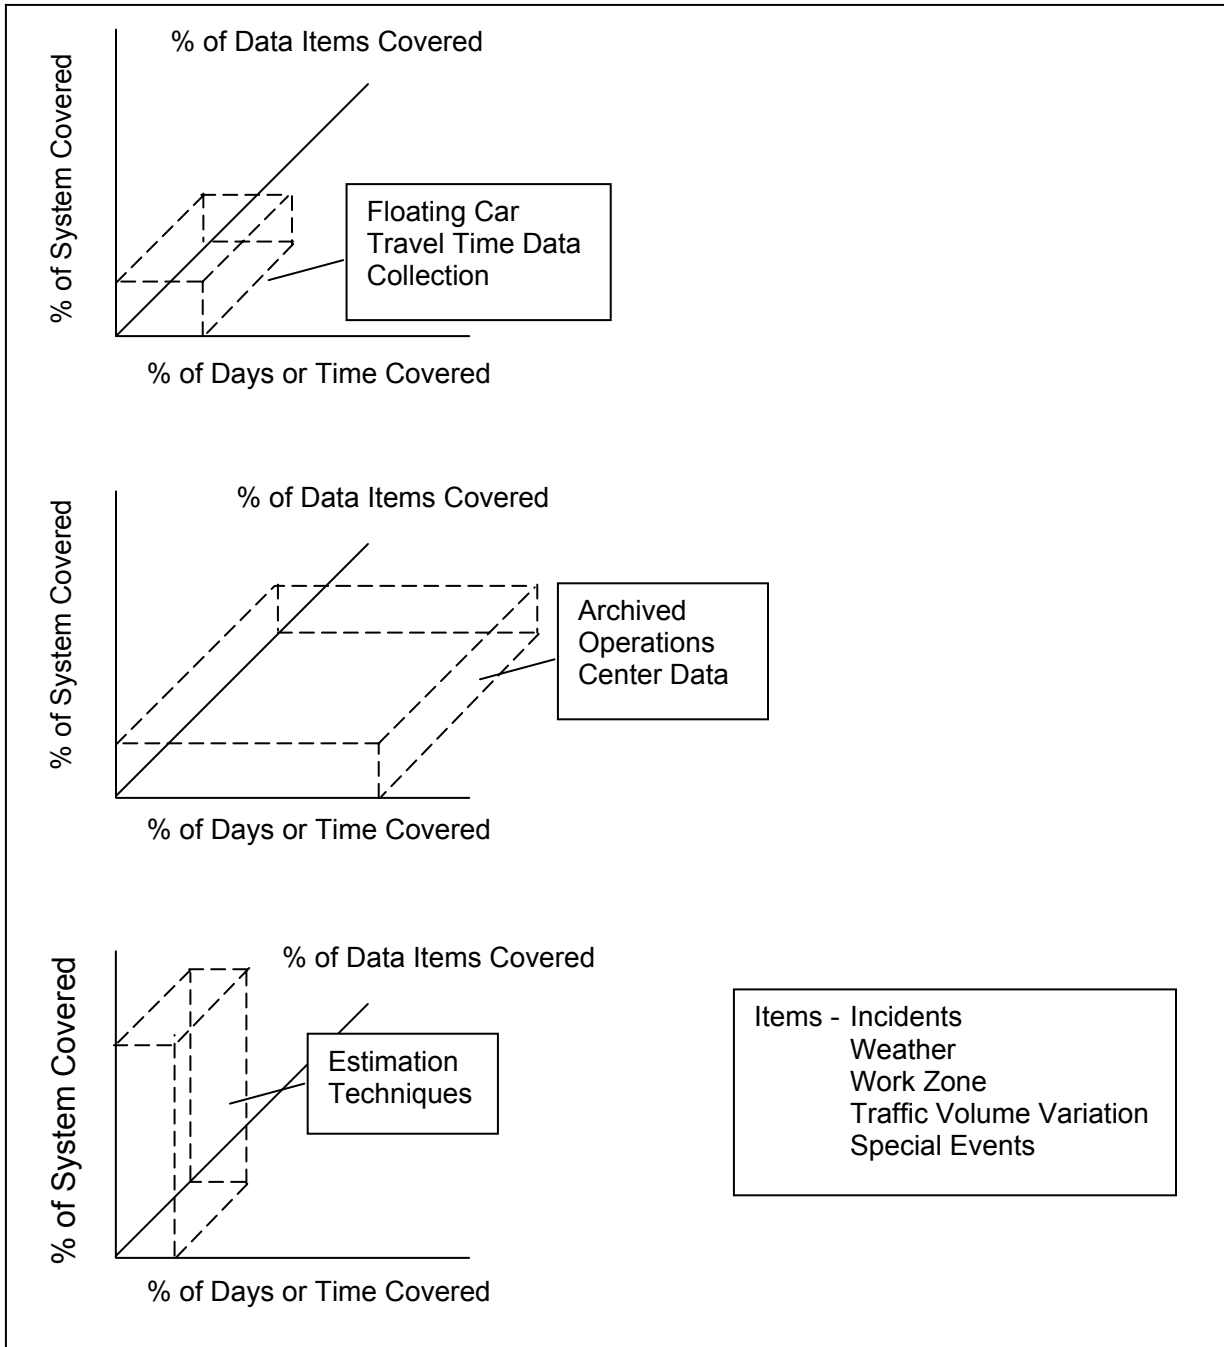 % of Data Items Covered
% of System Covered
Floating Car
Travel Time Data
Collection
% of Days or Time Covered
% of Data Items Covered
% of System Covered
Archived
Operations
Center Data
% of Days or Time Covered
% of Data Items Covered
% of System Covered
Estimation
Techniques
% of Days or Time Covered
Items - Incidents
Weather
Work Zone
Traffic Volume Variation
Special Events